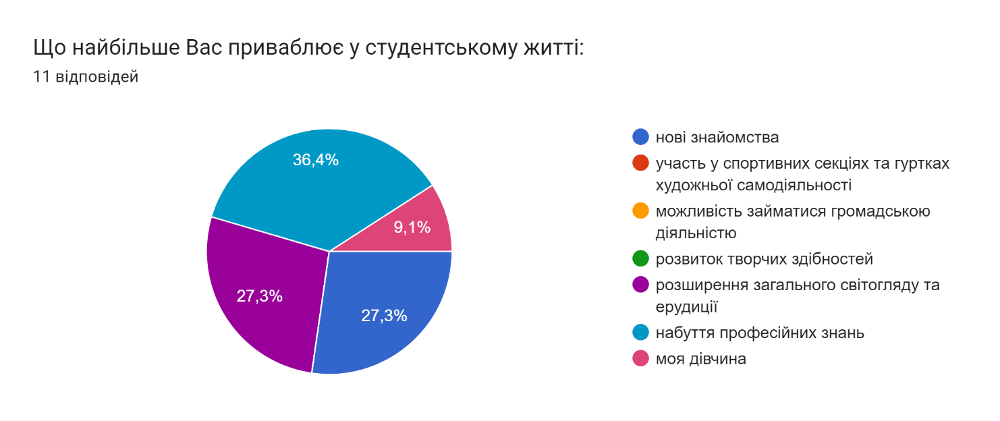 Що найбільше Вас приваблює у студентському житті:
11 відповідей
36,4%
9,1%
27,3%
27,3%
нові знайомства
участь у спортивних секціях та гуртках
художньої самодіяльності
можливість займатися громадською
діяльністю
розвиток творчих здібностей
розширення загального світогляду та
ерудиції
набуття професійних знань
моя дівчина